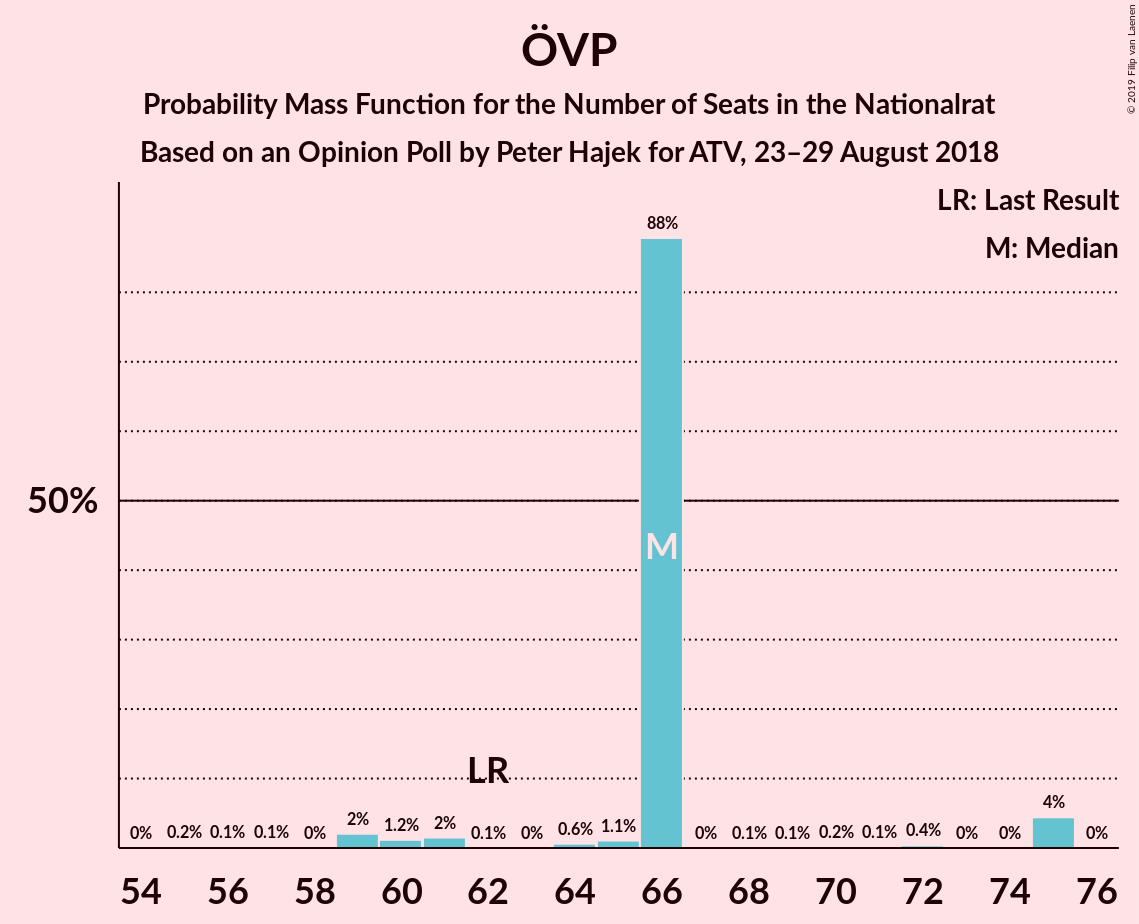 ÖVP
Probability Mass Function for the Number of Seats in the Nationalrat
Based on an Opinion Poll by Peter Hajek for ATV, 23–29 August 2018
© 2019 Filip van Laenen
LR: Last Result
M: Median
88%
50%
M
LR
0% 0.2% 0.1% 0.1% 0% 2% 1.2% 2% 0.1% 0% 0.6% 1.1% 0% 0.1% 0.1% 0.2% 0.1% 0.4% 0% 0% 4% 0%
54 56 58 60 62 64 66 68 70 72 74 76